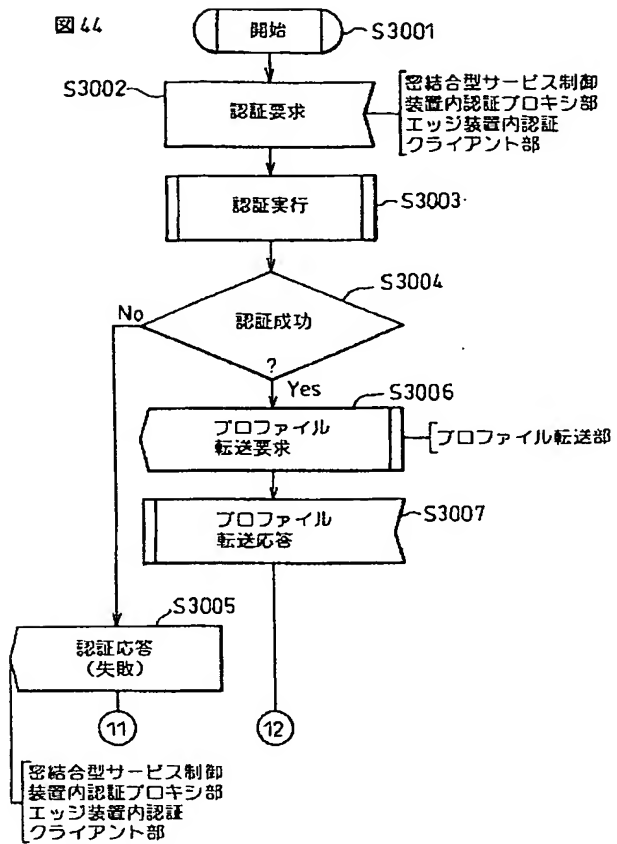 図44
開始
S3001
S3002
認証要求
密結合型サービス制御
装置内認証プロキシ部
エッジ装置内認証
クライアント部
認証実行
S3003
S3004
No
認証成功
?
Yes
S3006
プロファイル
転送要求
プロファイル転送部
プロファイル
転送応答
S3007
S3005
認証応答
(失敗)
11
12
密結合型サービス制御
装置内認証プロキシ部
エッジ装置内認証
クライアント部